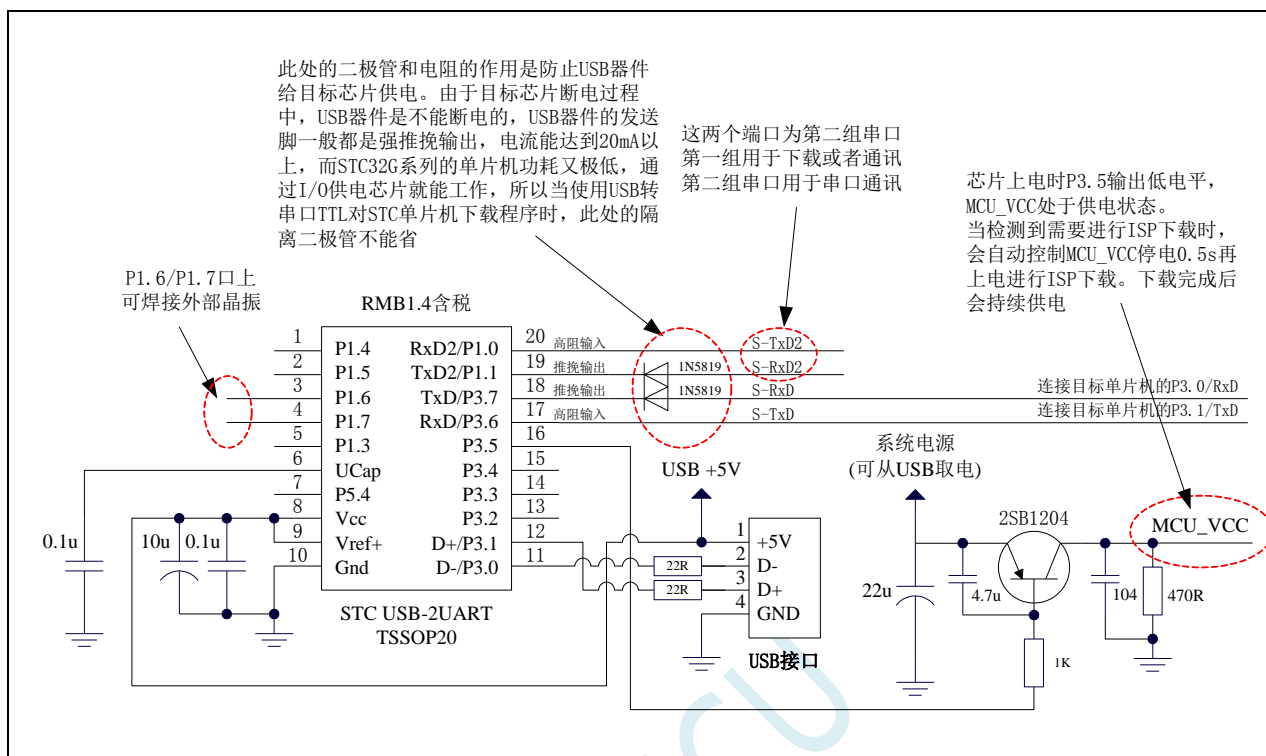 此处的二极管和电阻的作用是防止USB器件
给目标芯片供电。由于目标芯片断电过程
中，USB器件是不能断电的，USB器件的发送
脚一般都是强推挽输出，电流能达到20mA以
上，而STC32G系列的单片机功耗又极低，通
过I/O供电芯片就能工作，所以当使用USB转
串口TTL对STC单片机下载程序时，此处的隔
离二极管不能省
这两个端口为第二组串口
第一组用于下载或者通讯
第二组串口用于串口通讯
芯片上电时P3.5输出低电平，
MCU_VCC处于供电状态。
当检测到需要进行ISP下载时，
会自动控制MCU_VCC停电0.5s再
上电进行ISP下载。下载完成后
会持续供电
P1.6/P1.7口上
可焊接外部晶振
RMB1.4含税
1 P1.4 RxD2/P1.0 20 高阻输入 S-TxD2
2 P1.5 TxD2/P1.1 19 推挽输出 1N5819 S-RxD2
3 P1.6 TxD/P3.7 18 推挽输出 1N5819 S-RxD 连接目标单片机的P3.0/RxD
4 P1.7 RxD/P3.6 17 高阻输入 S-TxD 连接目标单片机的P3.1/TxD
5 P1.3 P3.5 16
6 UCap P3.4 15
7 P5.4 P3.3 14
8 Vcc P3.2 13
9 Vref+ D+/P3.1 12
10 Gnd D-/P3.0 11
STC USB-2UART
TSSOP20
0.1u
10u
0.1u
USB +5V
1 +5V
2 D-
3 D+
4 GND
22R
22R
USB接口
系统电源
(可从USB取电)
2SB1204
MCU_VCC
22u
4.7u
104
470R
1K
CU